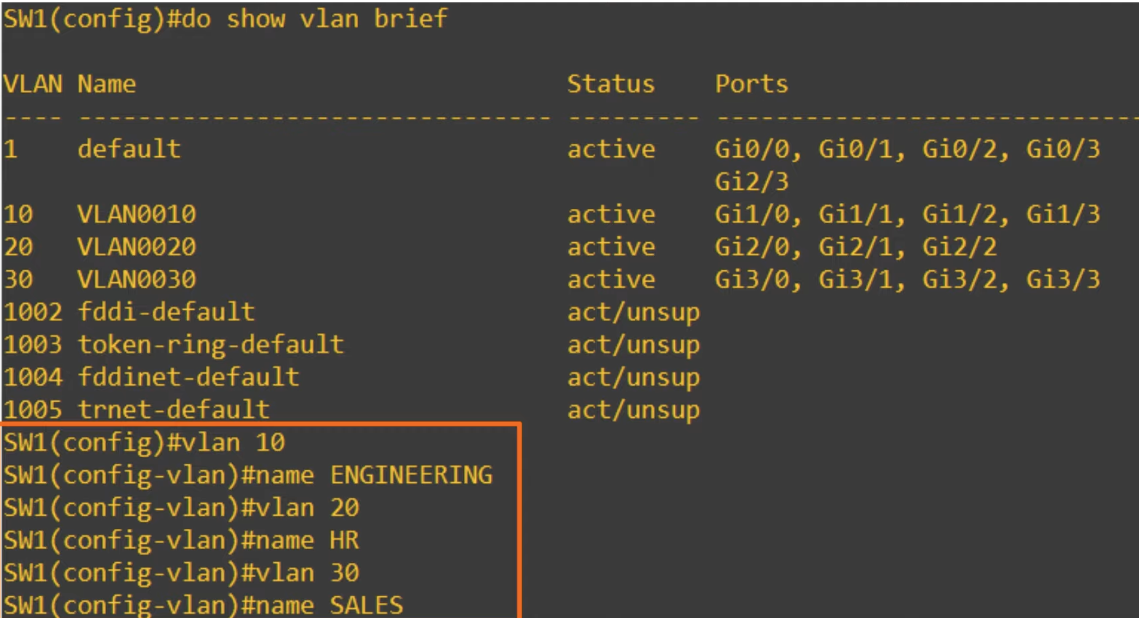 SW1(config)#do show vlan brief
VLAN Name                             Status    Ports
---- -------------------------------- --------- -----------------------------
1    default                          active    Gi0/0, Gi0/1, Gi0/2, Gi0/3
                                                Gi2/3
10   VLAN0010                         active    Gi1/0, Gi1/1, Gi1/2, Gi1/3
20   VLAN0020                         active    Gi2/0, Gi2/1, Gi2/2
30   VLAN0030                         active    Gi3/0, Gi3/1, Gi3/2, Gi3/3
1002 fddi-default                     act/unsup
1003 token-ring-default               act/unsup
1004 fddinet-default                  act/unsup
1005 trnet-default                    act/unsup
SW1(config)#vlan 10
SW1(config-vlan)#name ENGINEERING
SW1(config-vlan)#vlan 20
SW1(config-vlan)#name HR
SW1(config-vlan)#vlan 30
SW1(config-vlan)#name SALES